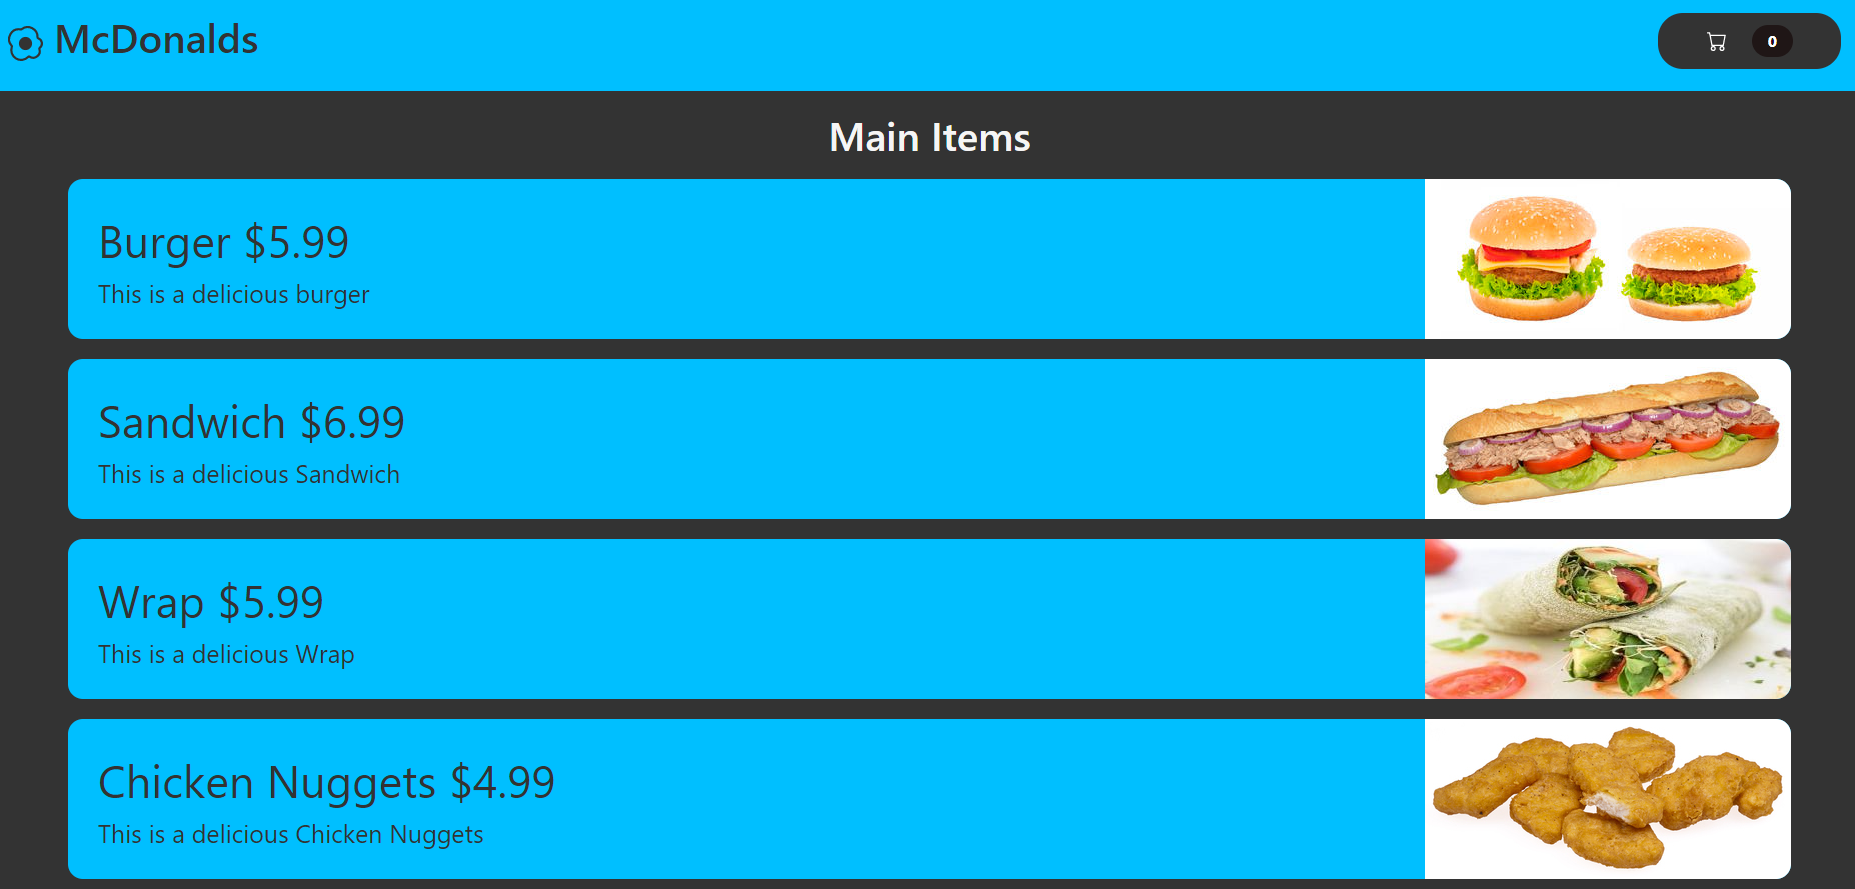 McDonalds
0
Main Items
Burger $5.99
This is a delicious burger
Sandwich $6.99
This is a delicious Sandwich
Wrap $5.99
This is a delicious Wrap
Chicken Nuggets $4.99
This is a delicious Chicken Nuggets